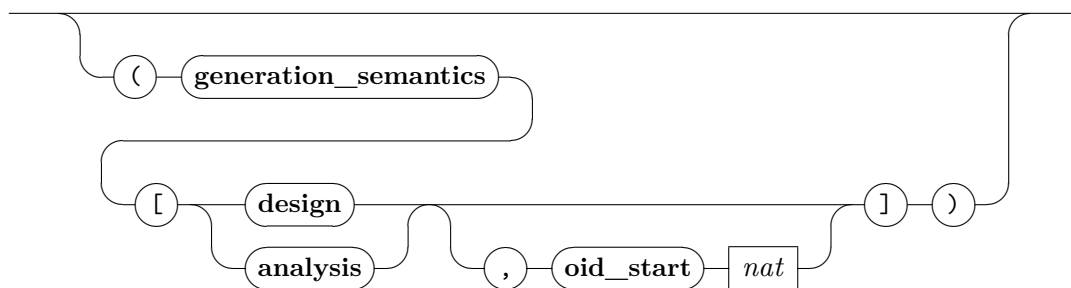 ( generation_semantics
[ design ] )
analysis , oid_start nat